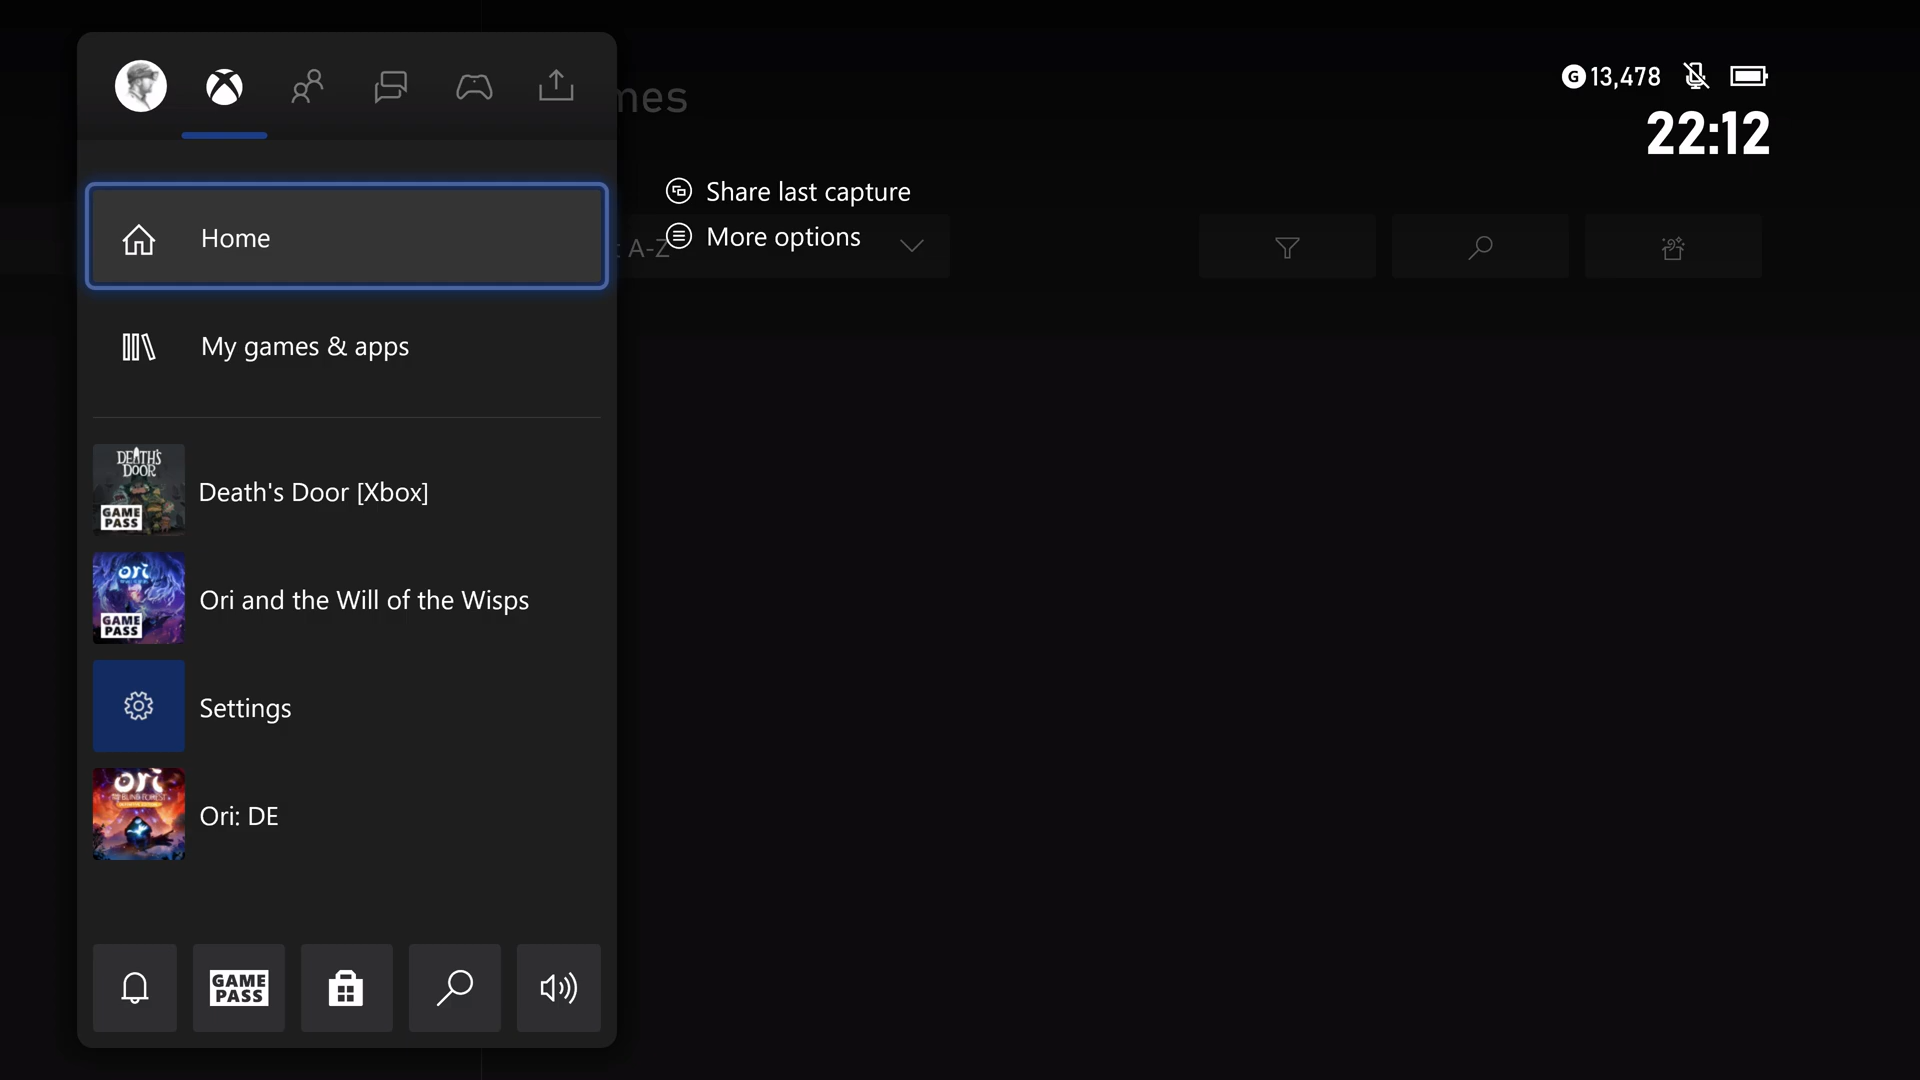 mes
G 13,478
22:12
Share last capture
More options
A-Z
Home
My games & apps
DEATH'S
DOOR
GAME
PASS
Death's Door [Xbox]
ori
GAME
PASS
Ori and the Will of the Wisps
Settings
ori
Ori: DE
GAME
PASS